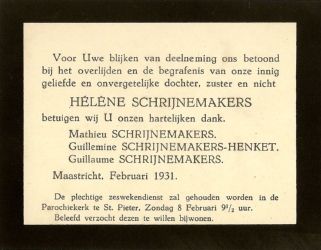 Voor Uwe blijken van deelneming ons betoond
bij het overlijden en de begrafenis van onze innig
geliefde en onvergetelijke dochter, zuster en nicht
HÉLÈNE SCHRIJNEMAKERS
betuigen wij U onzen hartelijken dank.
Mathieu SCHRIJNEMAKERS.
Guillemine SCHRIJNEMAKERS-HENKET.
Guillaume SCHRIJNEMAKERS.
Maastricht, Februari 1931.
De plechtige zeswekendienst zal gehouden worden in de
Parochiekerk te St. Pieter, Zondag 8 Februari 9½ uur.
Beleefd verzocht dezen te willen bijwonen.